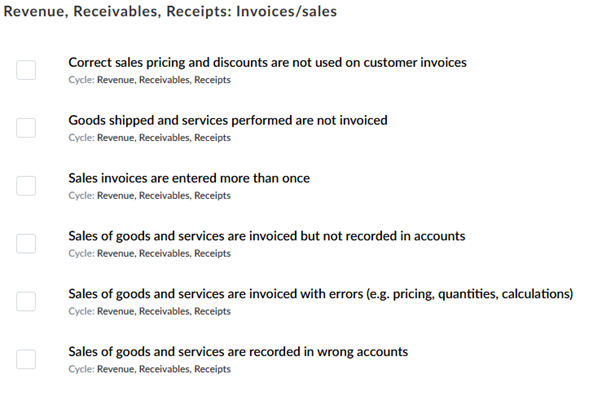 Revenue, Receivables, Receipts: Invoices/sales
Correct sales pricing and discounts are not used on customer invoices
Cycle: Revenue, Receivables, Receipts
Goods shipped and services performed are not invoiced
Cycle: Revenue, Receivables, Receipts
Sales invoices are entered more than once
Cycle: Revenue, Receivables, Receipts
Sales of goods and services are invoiced but not recorded in accounts
Cycle: Revenue, Receivables, Receipts
Sales of goods and services are invoiced with errors (e.g. pricing, quantities, calculations)
Cycle: Revenue, Receivables, Receipts
Sales of goods and services are recorded in wrong accounts
Cycle: Revenue, Receivables, Receipts